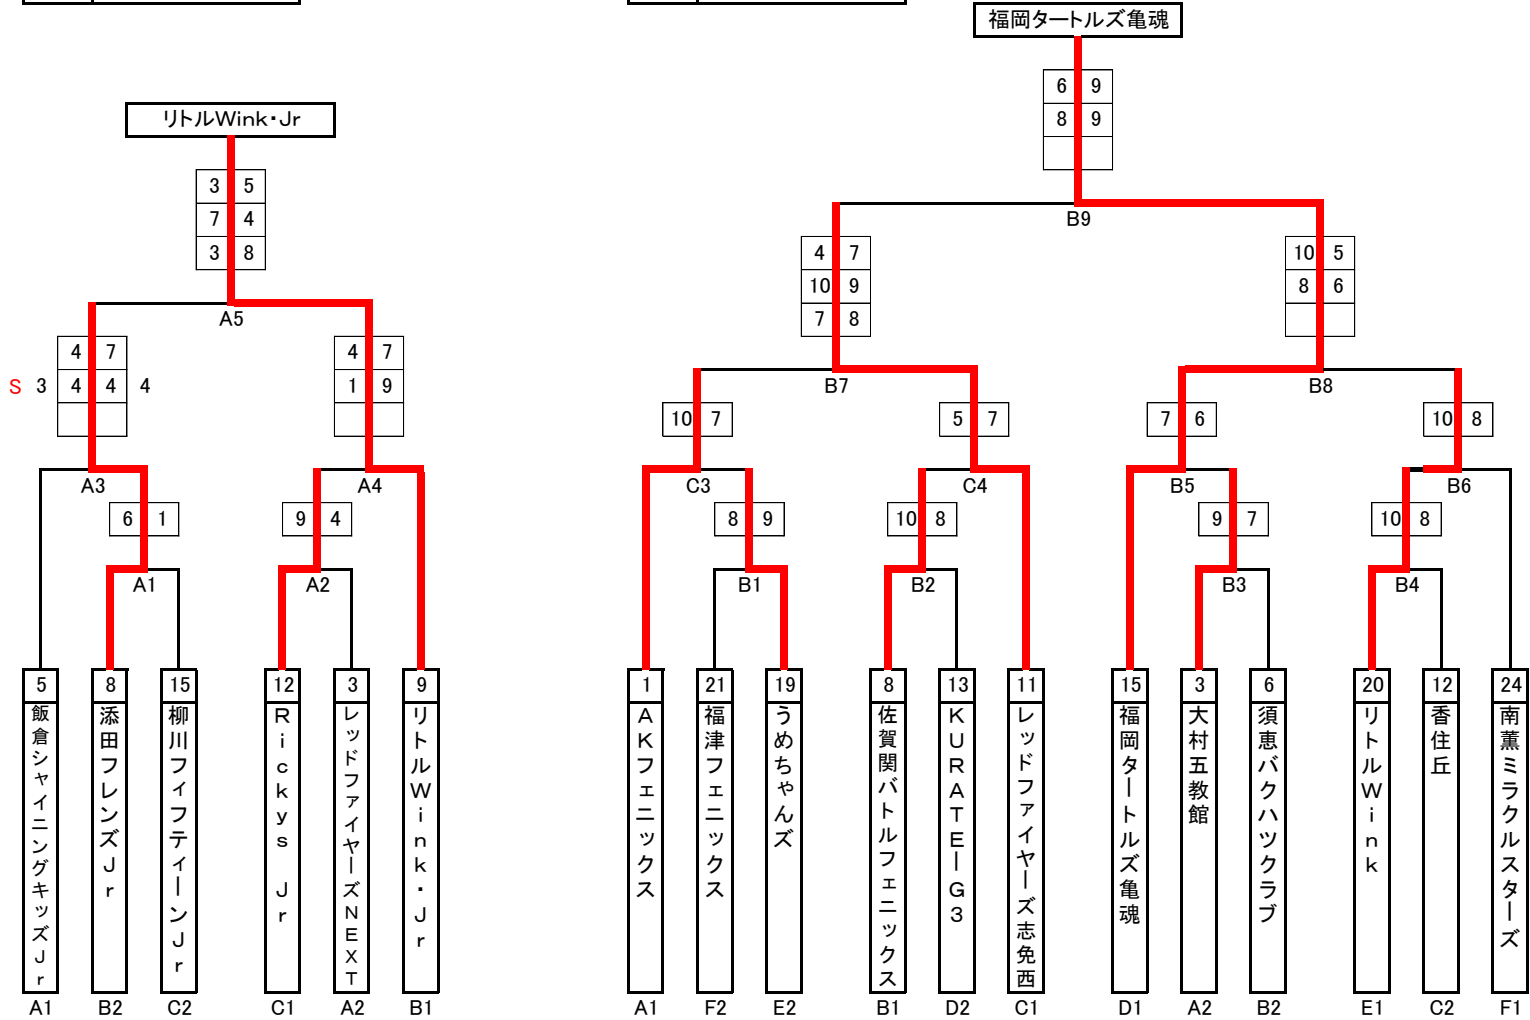 福岡タートルズ亀魂
6 9
8 9
リトルWink・Jr
3 5
7 4
3 8
B9
4 7
10 9
7 8
10 5
8 6
A5
4 7
S 3 4 4 4
4 7
1 9
B7
B8
10 7
5 7
7 6
10 8
A3
A4
C3
C4
B5
B6
6 1
9 4
8 9
10 8
9 7
10 8
A1
A2
B1
B2
B3
B4
5
8
15
12
3
9
1
21
19
8
13
11
15
3
6
20
12
24
飯倉シャイニングキッズJr
添田フレンズJr
柳川フィフティーンJr
Rickys Jr
レッドファイヤーズNEXT
リトルWink・Jr
AKフェニックス
福津フェニックス
うめちゃんズ
佐賀関バトルフェニックス
KURATE－G3
レッドファイヤーズ志免西
福岡タートルズ亀魂
大村五教館
須恵バクハツクラブ
リトルWink
香住丘
南薫ミラクルスターズ
A1
B2
C2
C1
A2
B1
A1
F2
E2
B1
D2
C1
D1
A2
B2
E1
C2
F1